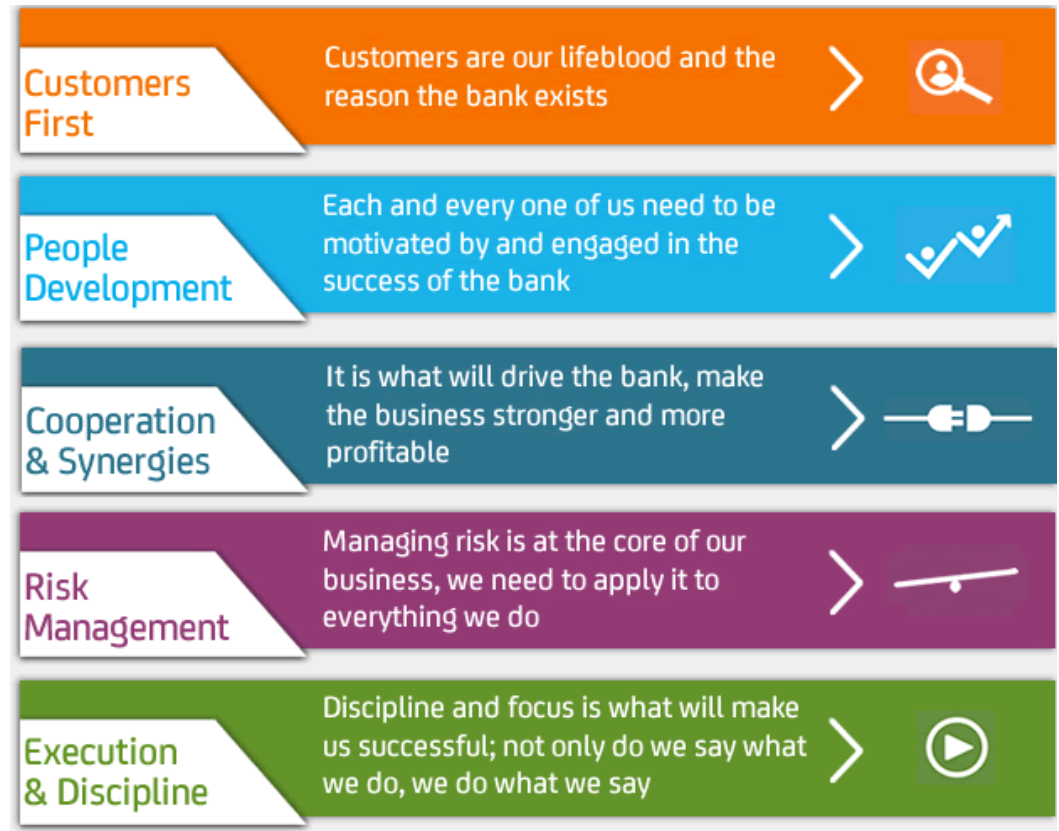 Customers
First
Customers are our lifeblood and the
reason the bank exists
People
Development
Each and every one of us need to be
motivated by and engaged in the
success of the bank
Cooperation
& Synergies
It is what will drive the bank, make
the business stronger and more
profitable
Risk
Management
Managing risk is at the core of our
business, we need to apply it to
everything we do
Execution
& Discipline
Discipline and focus is what will make
us successful; not only do we say what
we do, we do what we say